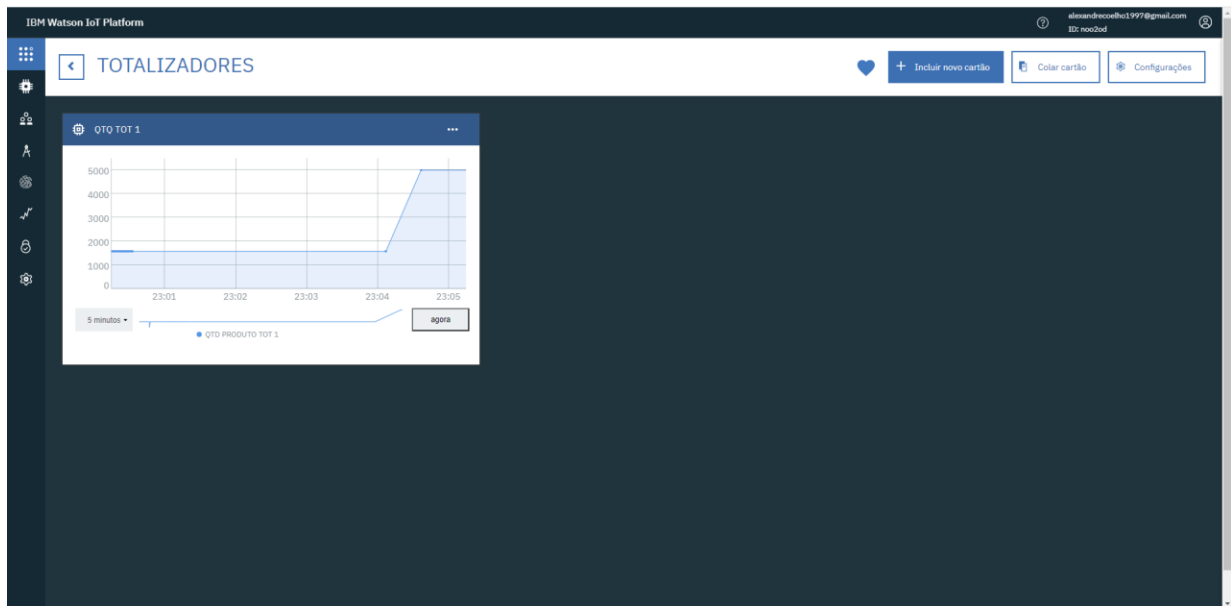 IBM Watson IoT Platform
alexandrecoelho1997@gmail.com
ID: noo2od
TOTALIZADORES
Incluir novo cartão
Colar cartão
Configurações
QTQ TOT 1
5000
4000
3000
2000
1000
0
23:01 23:02 23:03 23:04 23:05
5 minutos
agora
QTD PRODUTO TOT 1